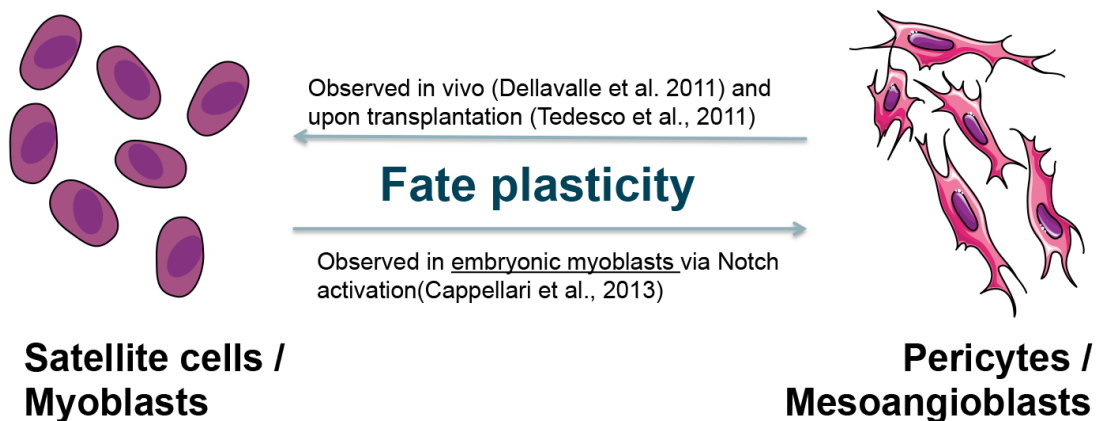 Observed in vivo (Dellavalle et al. 2011) and
upon transplantation (Tedesco et al., 2011)
Fate plasticity
Observed in embryonic myoblasts via Notch
activation(Cappellari et al., 2013)
Satellite cells /
Myoblasts
Pericytes /
Mesoangioblasts